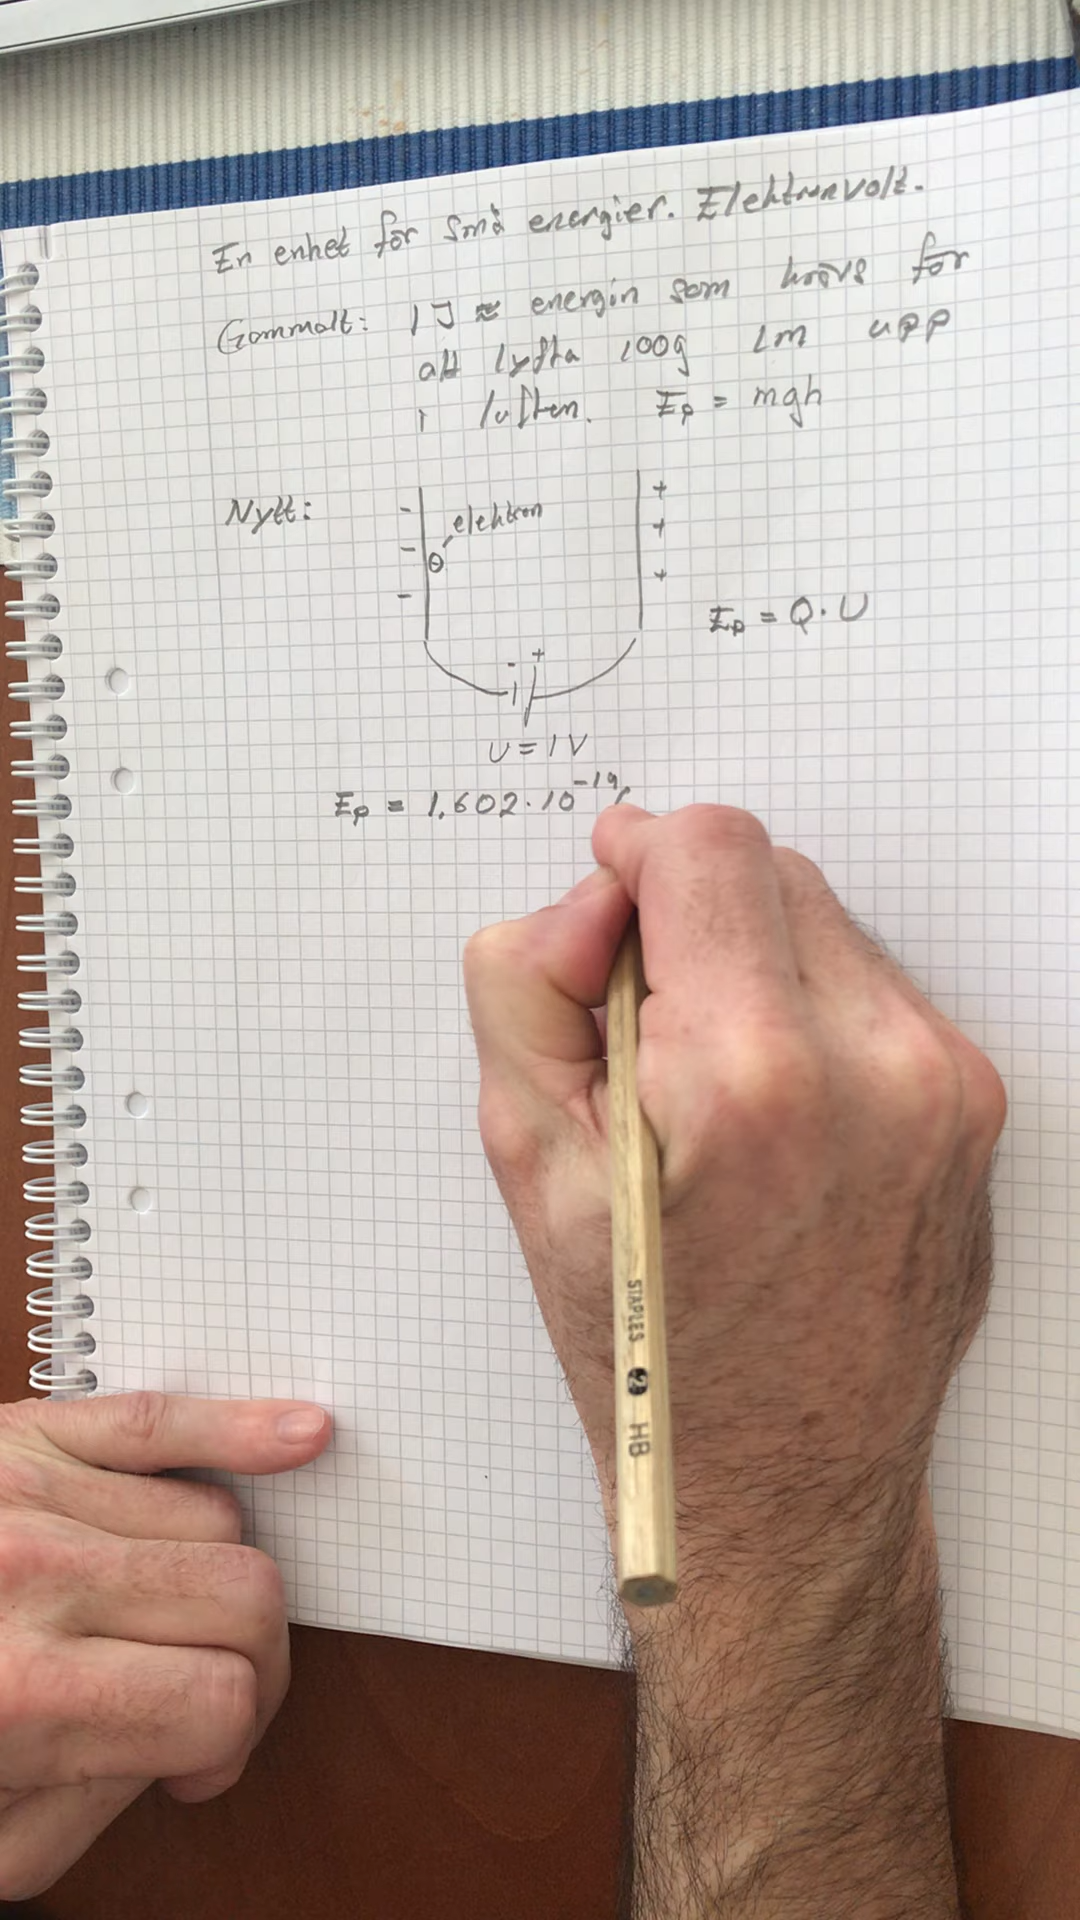 En enhet för små energier. Elektronvolt.
Gammalt: 1 J ≈ energin som krävs för
att lyfta 100g 1m upp
i luften. Ep = mgh
Nytt:
- elektron +
- ⊖ +
- +
Ep = Q · U
- +
U = 1 V
Ep = 1,602 · 10⁻¹⁹
STAPLES 2 HB